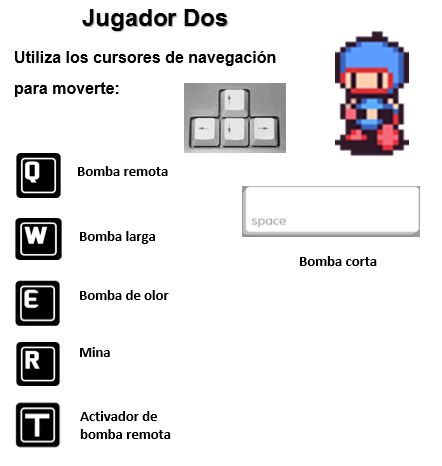 Jugador Dos
Utiliza los cursores de navegación
para moverte:
Q
Bomba remota
space
W
Bomba larga
Bomba corta
E
Bomba de olor
R
Mina
T
Activador de
bomba remota